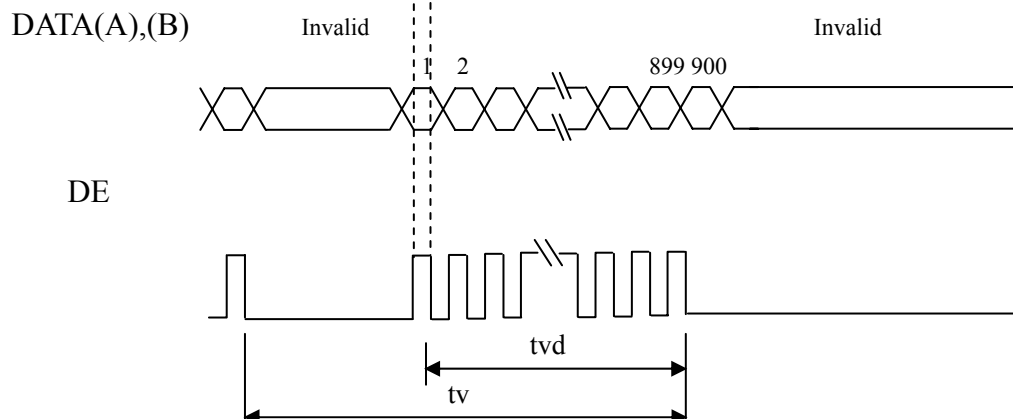 DATA(A),(B)
Invalid
Invalid
1 2 899 900
DE
tvd
tv